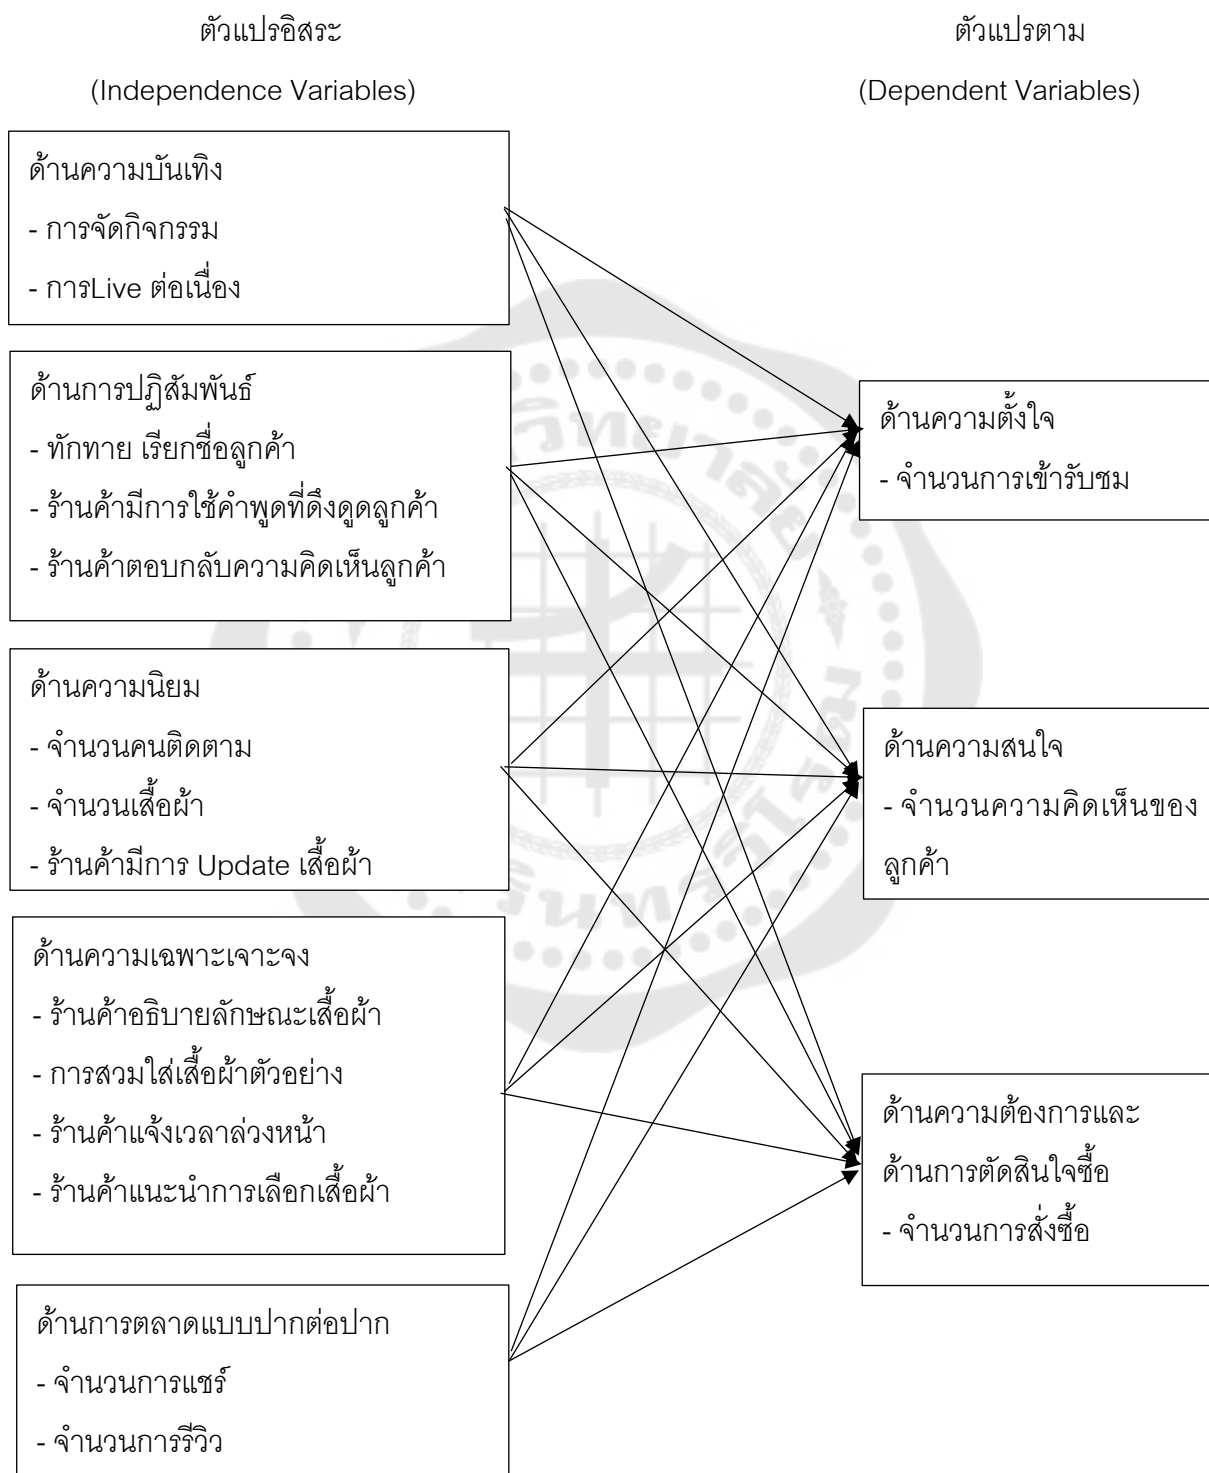 ตัวแปรอิสระ
(Independence Variables)
ด้านความบันเทิง
- การจัดกิจกรรม
- การLive ต่อเนื่อง
ด้านการปฏิสัมพันธ์
- ทักทาย เรียกชื่อลูกค้า
- ร้านค้ามีการใช้คำพูดที่ดึงดูดลูกค้า
- ร้านค้าตอบกลับความคิดเห็นลูกค้า
ด้านความนิยม
- จำนวนคนติดตาม
- จำนวนเสื้อผ้า
- ร้านค้ามีการ Update เสื้อผ้า
ด้านความเฉพาะเจาะจง
- ร้านค้าอธิบายลักษณะเสื้อผ้า
- การสวมใส่เสื้อผ้าตัวอย่าง
- ร้านค้าแจ้งเวลาล่วงหน้า
- ร้านค้าแนะนำการเลือกเสื้อผ้า
ด้านการตลาดแบบปากต่อปาก
- จำนวนการแชร์
- จำนวนการรีวิว
ตัวแปรตาม
(Dependent Variables)
ด้านความตั้งใจ
- จำนวนการเข้ารับชม
ด้านความสนใจ
- จำนวนความคิดเห็นของ
ลูกค้า
ด้านความต้องการและ
ด้านการตัดสินใจซื้อ
- จำนวนการสั่งซื้อ